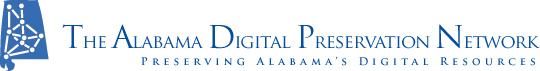 The Alabama Digital Preservation Network
Preserving Alabama's Digital Resources